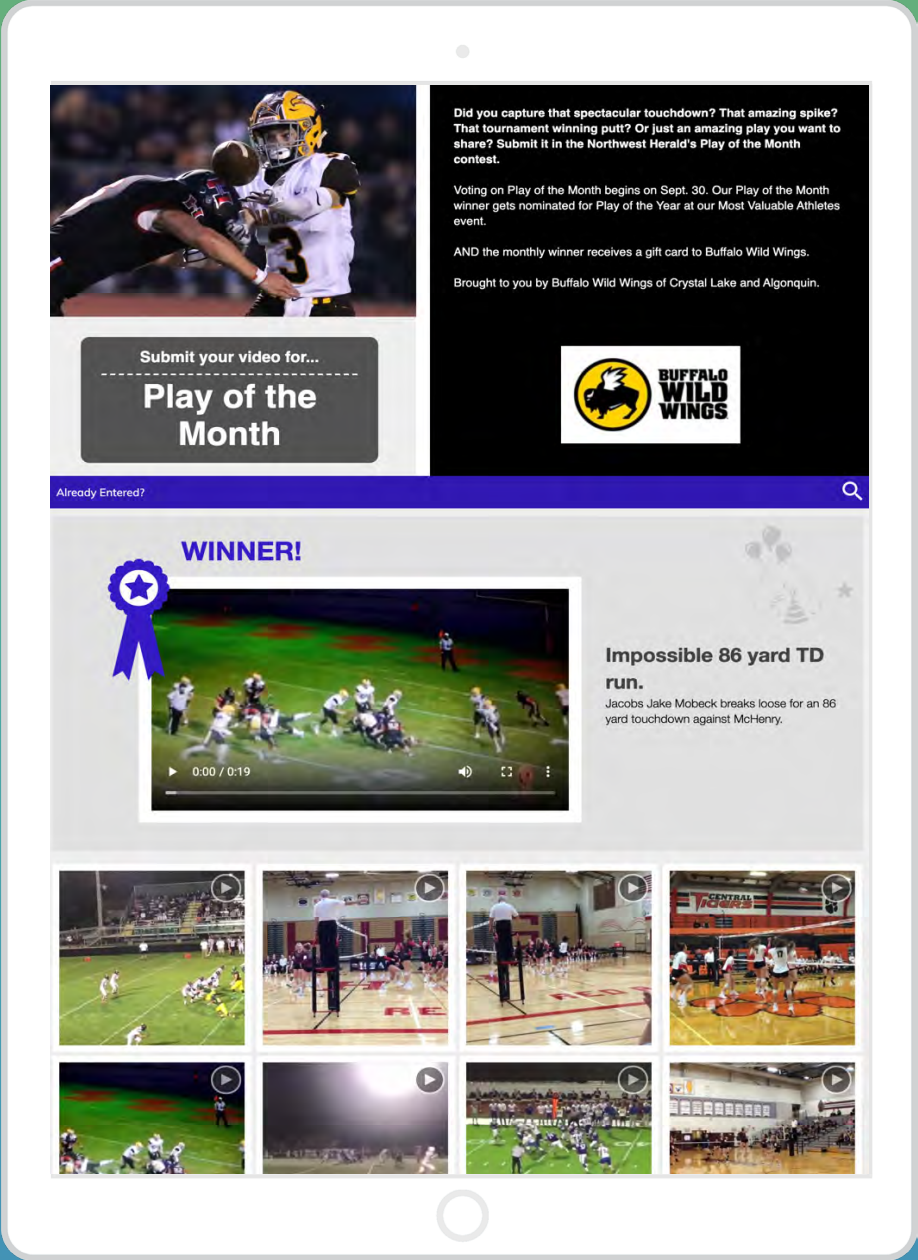 3
Did you capture that spectacular touchdown? That amazing spike?
That tournament winning putt? Or just an amazing play you want to
share? Submit it in the Northwest Herald's Play of the Month
contest.
Voting on Play of the Month begins on Sept. 30. Our Play of the Month
winner gets nominated for Play of the Year at our Most Valuable Athletes
event.
AND the monthly winner receives a gift card to Buffalo Wild Wings.
Brought to you by Buffalo Wild Wings of Crystal Lake and Algonquin.
BUFFALO
WILD
WINGS
Submit your video for...
Play of the
Month
Already Entered?
WINNER!
0:00 / 0:19
Impossible 86 yard TD
run.
Jacobs Jake Mobeck breaks loose for an 86
yard touchdown against McHenry.
CENTRAL
TIGERS
RE